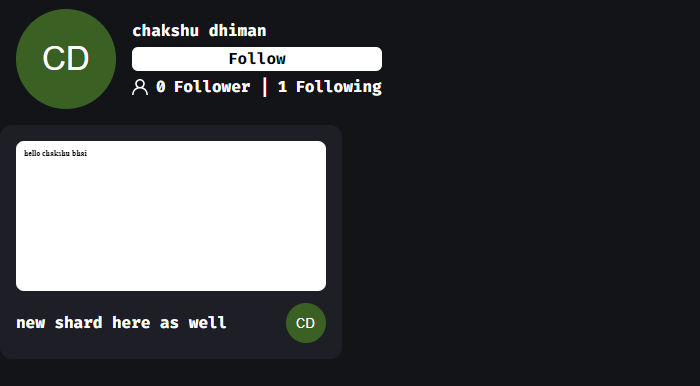 CD
chakshu dhiman
Follow
0 Follower | 1 Following
hello chakshu bhai
new shard here as well
CD